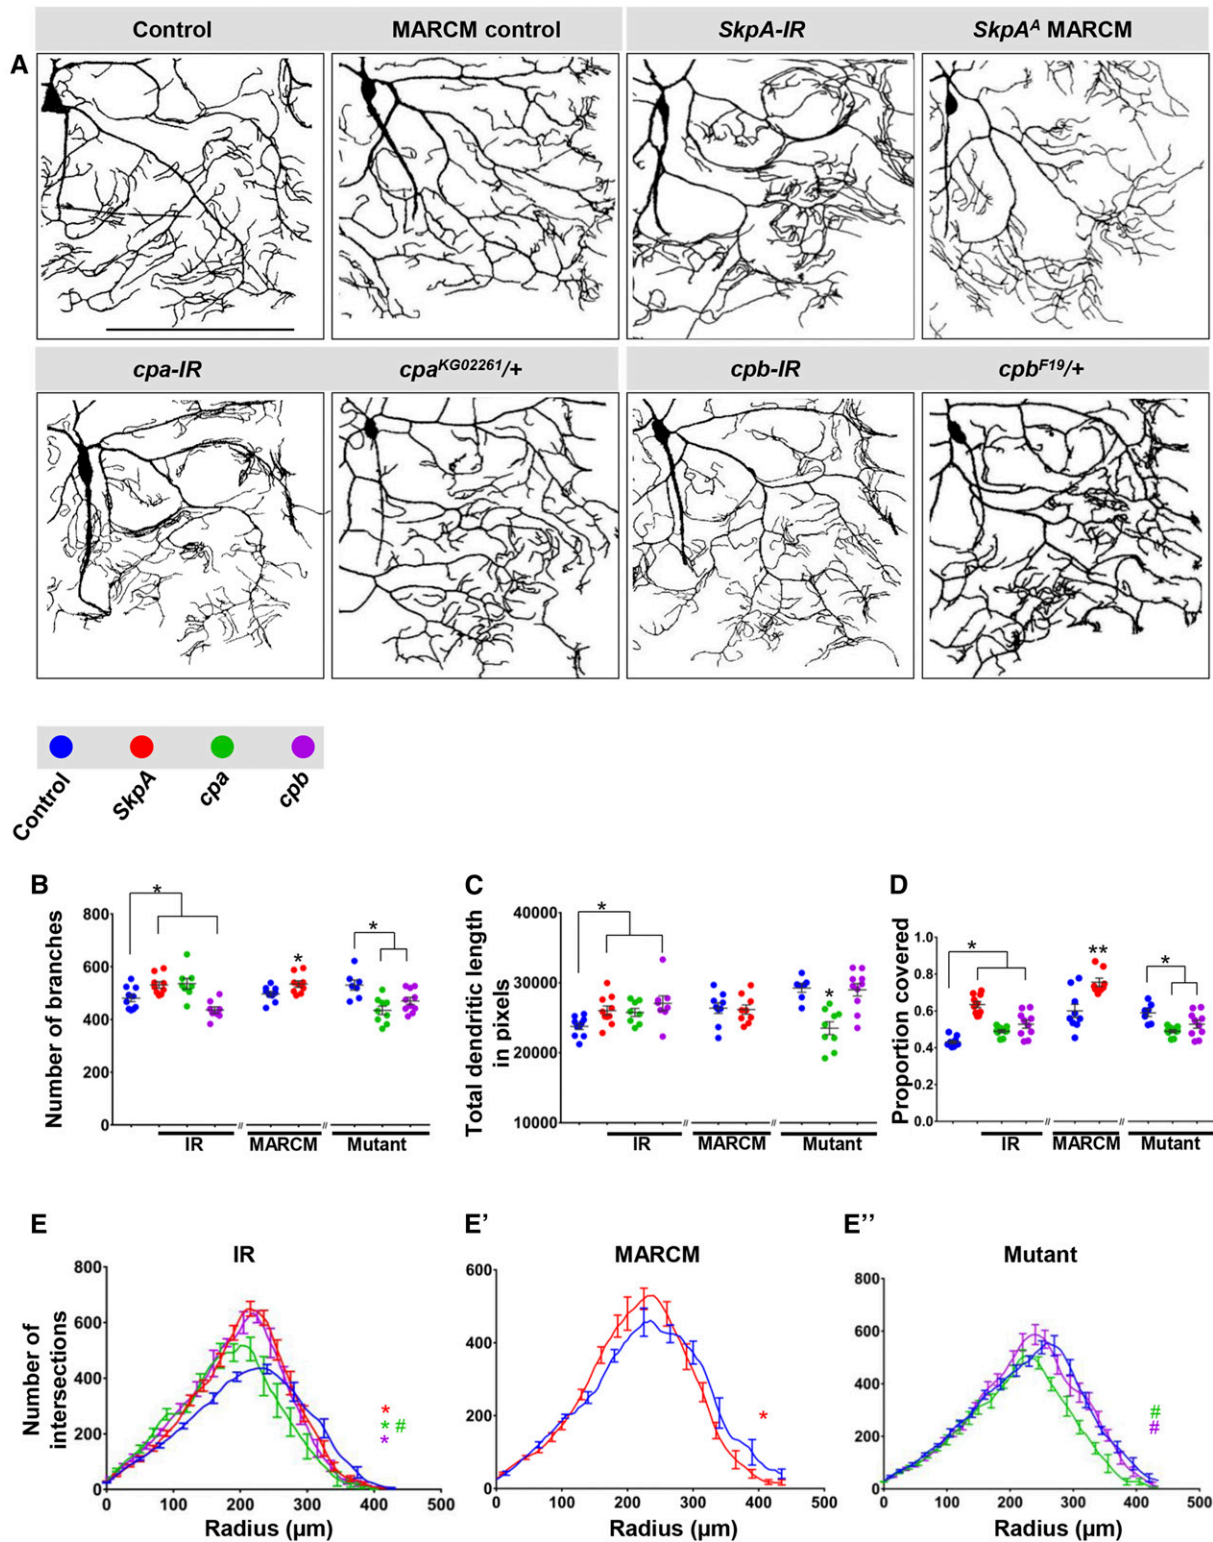 Control MARCM control SkpA-IR SkpAᴬ MARCM
A
cpa-IR cpaKG02261/+ cpb-IR cpbF19/+
Control SkpA cpa cpb
B
Number of branches
800
600
400
200
0
*
*
*
IR MARCM Mutant
C
Total dendritic length
in pixels
40000
30000
20000
10000
*
*
IR MARCM Mutant
D
Proportion covered
1.0
0.8
0.6
0.4
0.2
0.0
*
**
*
IR MARCM Mutant
E
IR
Number of
intersections
800
600
400
200
0
*
* #
*
0 100 200 300 400 500
Radius (µm)
E’
MARCM
600
400
200
0
*
0 100 200 300 400 500
Radius (µm)
E’’
Mutant
800
600
400
200
0
#
#
0 100 200 300 400 500
Radius (µm)